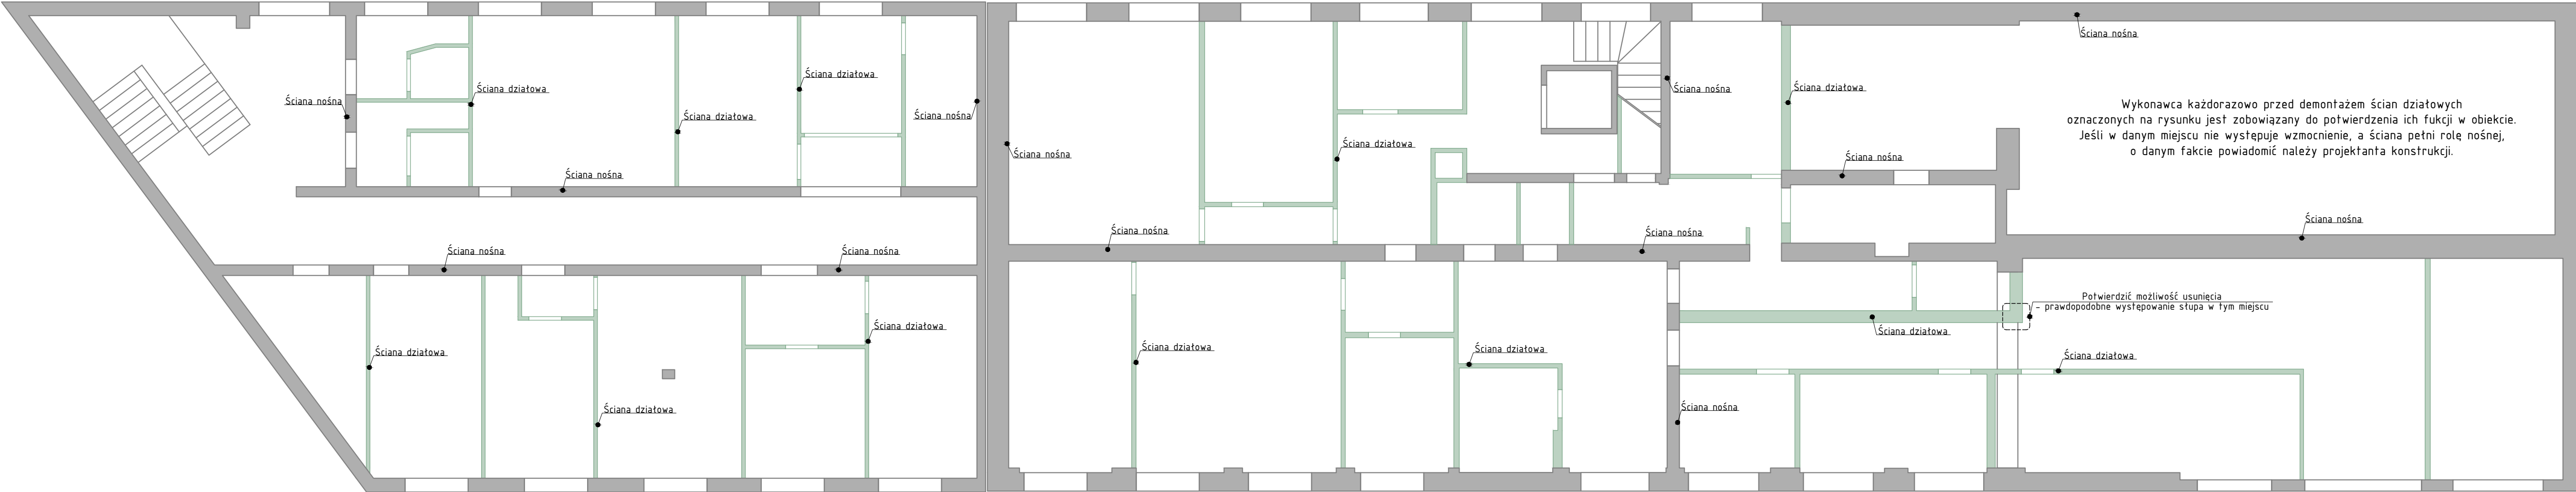 Ściana nośna
Ściana działowa
Ściana działowa
Ściana działowa
Ściana nośna
Ściana nośna
Ściana nośna
Ściana nośna
Ściana działowa
Ściana działowa
Ściana działowa
Ściana nośna
Ściana działowa
Ściana nośna
Ściana działowa
Ściana nośna
Ściana nośna
Ściana nośna
Ściana działowa
Ściana działowa
Ściana nośna
Ściana nośna
Wykonawca każdorazowo przed demontażem ścian działowych
oznaczonych na rysunku jest zobowiązany do potwierdzenia ich fukcji w obiekcie.
Jeśli w danym miejscu nie występuje wzmocnienie, a ściana pełni rolę nośnej,
o danym fakcie powiadomić należy projektanta konstrukcji.
Ściana nośna
Ściana działowa
Potwierdzić możliwość usunięcia
- prawdopodobne występowanie słupa w tym miejscu
Ściana działowa
Ściana nośna
Ściana nośna